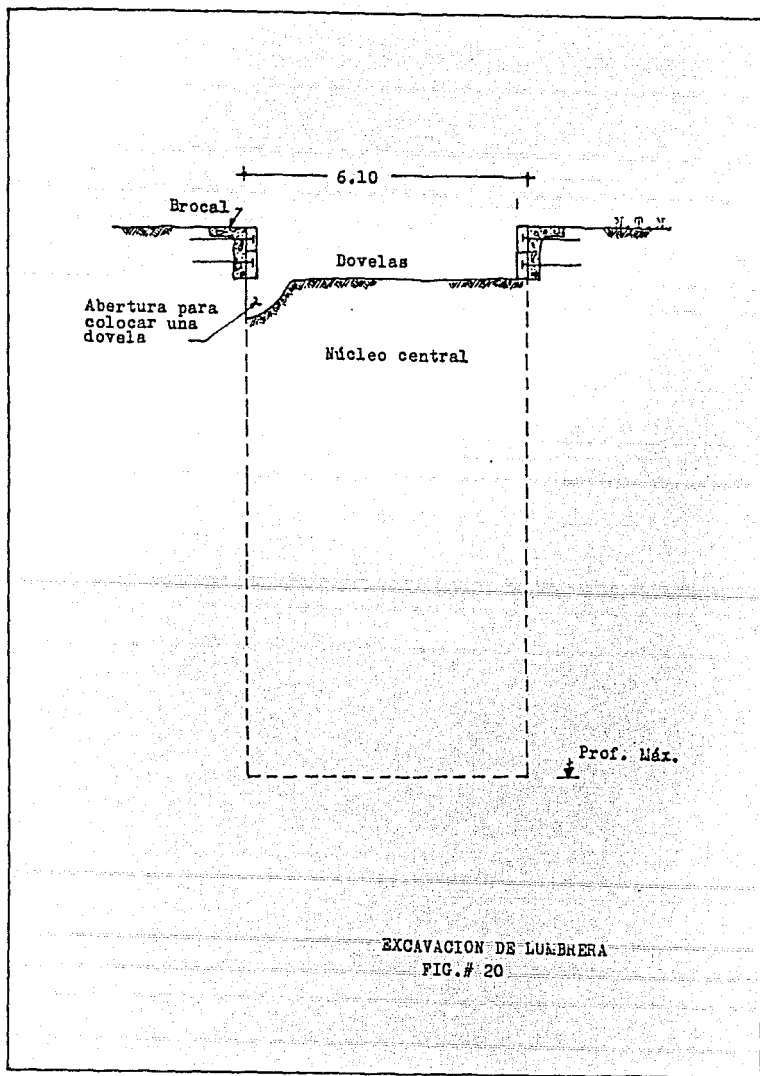 6.10
Brocal
N T N
Dovelas
Abertura para
colocar una
dovela
Núcleo central
Prof. Máx.
EXCAVACION DE LUMBRERA
FIG.# 20